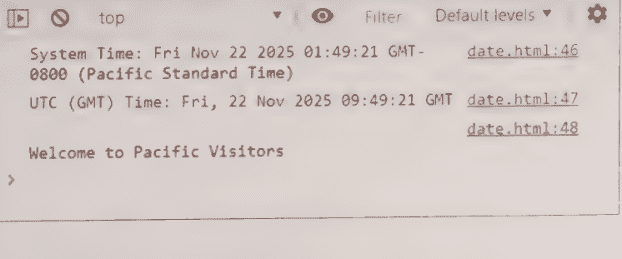 top Filter Default levels
System Time: Fri Nov 22 2025 01:49:21 GMT- date.html:46
0800 (Pacific Standard Time)
UTC (GMT) Time: Fri, 22 Nov 2025 09:49:21 GMT date.html:47
date.html:48
Welcome to Pacific Visitors